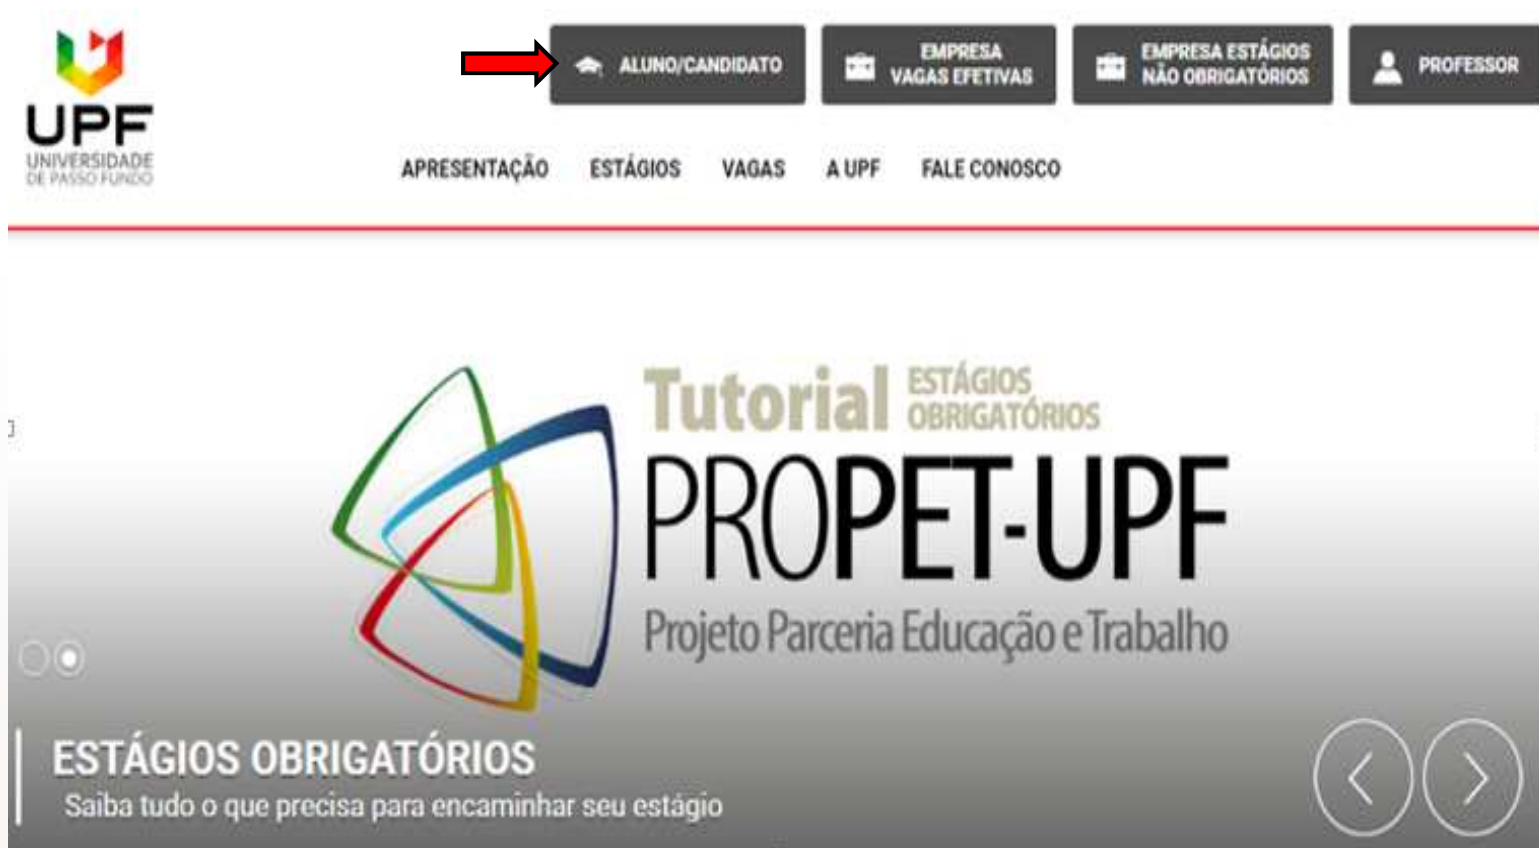 UPF
UNIVERSIDADE
DE PASSO FUNDO
ALUNO/CANDIDATO
EMPRESA
VAGAS EFETIVAS
EMPRESA ESTÁGIOS
NÃO OBRIGATÓRIOS
PROFESSOR
APRESENTAÇÃO ESTÁGIOS VAGAS A UPF FALE CONOSCO
Tutorial ESTÁGIOS
OBRIGATÓRIOS
PROPET-UPF
Projeto Parceria Educação e Trabalho
ESTÁGIOS OBRIGATÓRIOS
Saiba tudo o que precisa para encaminhar seu estágio